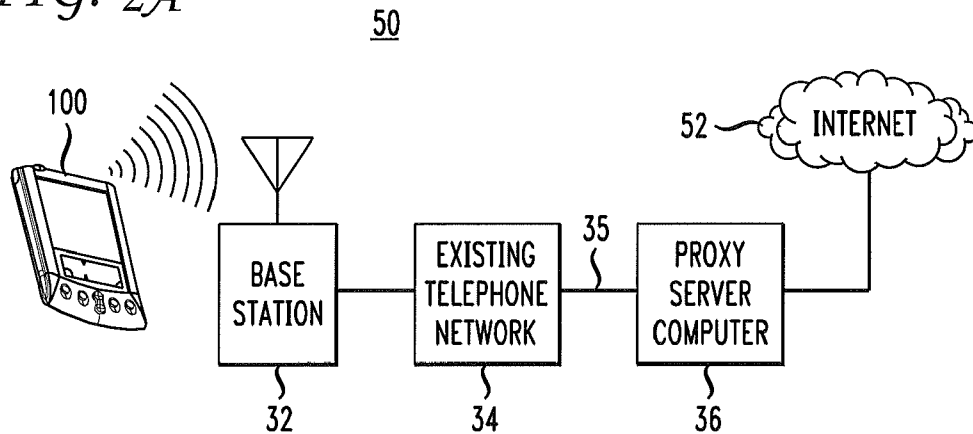 FIG. 2A
50
100
52
INTERNET
35
BASE
STATION
EXISTING
TELEPHONE
NETWORK
PROXY
SERVER
COMPUTER
32
34
36